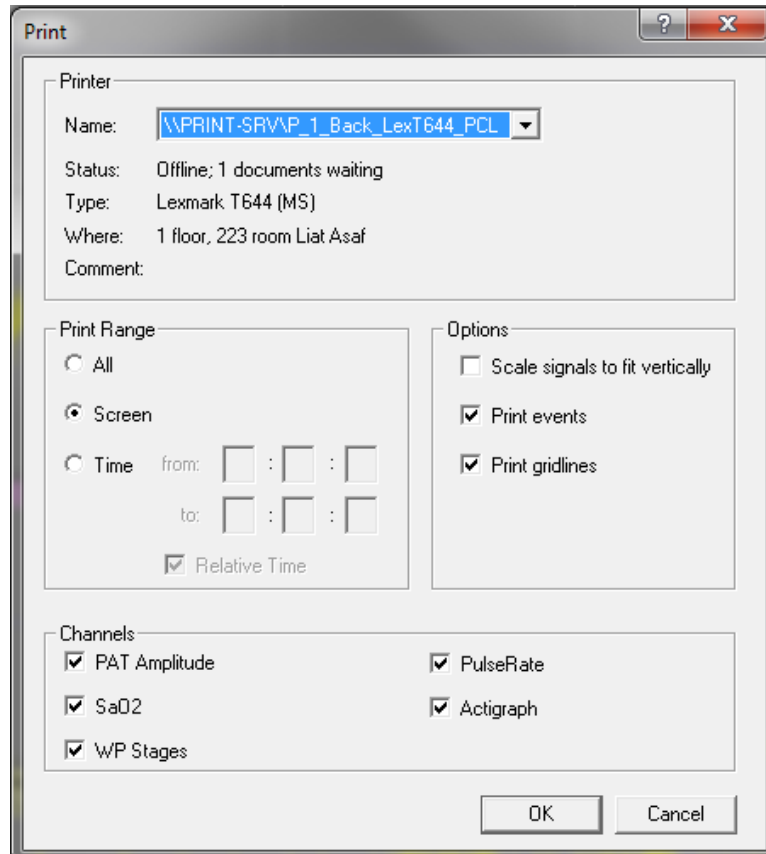 Print
Printer
Name: \\PRINT-SRV\P_1_Back_LexT644_PCL
Status: Offline; 1 documents waiting
Type: Lexmark T644 (MS)
Where: 1 floor, 223 room Liat Asaf
Comment:
Print Range
All
Screen
Time from: : :
to: : :
Relative Time
Options
Scale signals to fit vertically
Print events
Print gridlines
Channels
PAT Amplitude
SaO2
WP Stages
PulseRate
Actigraph
OK Cancel